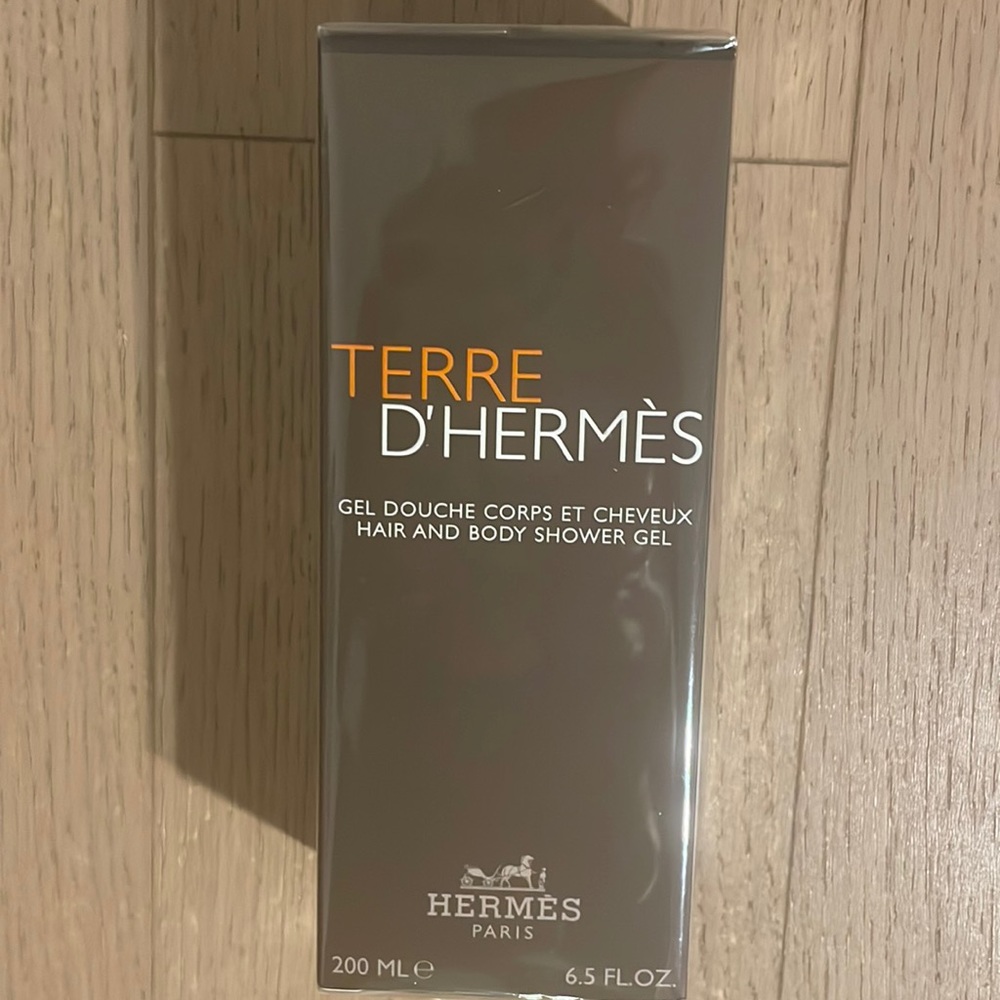 TERRE
D'HERMÈS
GEL DOUCHE CORPS ET CHEVEUX
HAIR AND BODY SHOWER GEL
HERMÈS
PARIS
200 ML ℮ 6.5 FL.OZ.